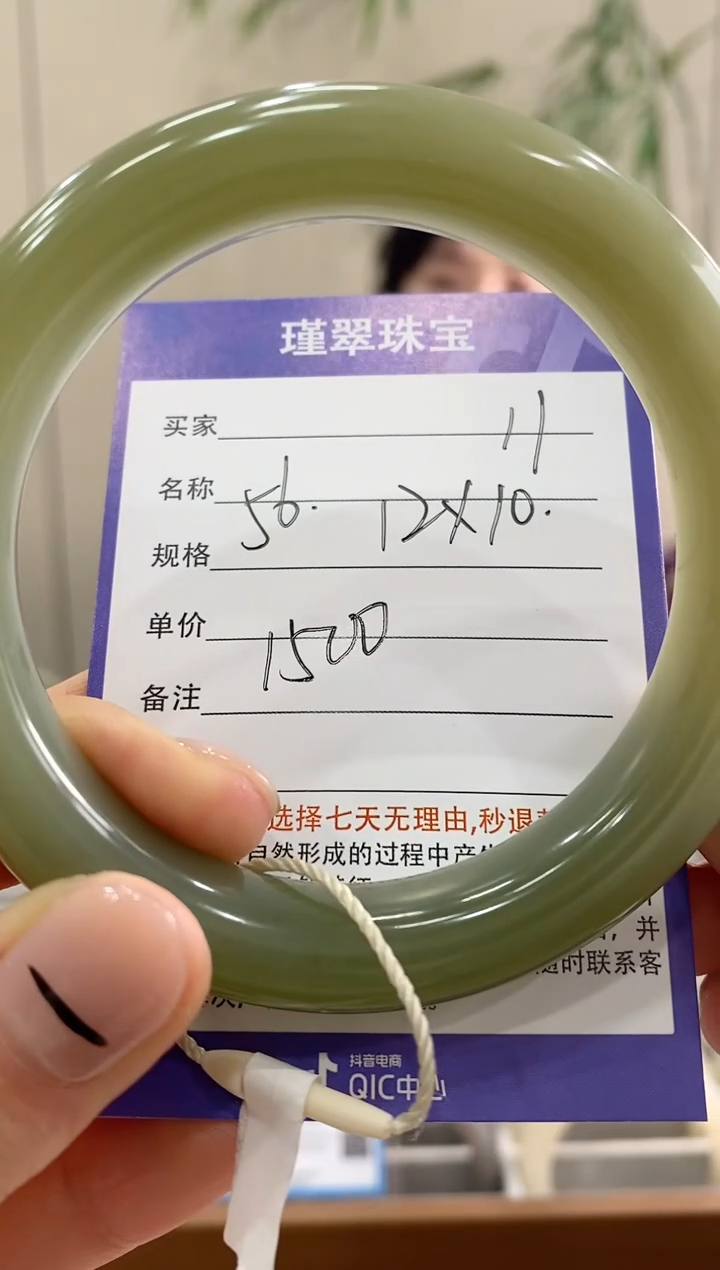 瑾翠珠宝
买家 11
名称
规格 56. 12×10.
单价
备注 1500
选择七天无理由,秒退
自然形成的过程中产
并
随时联系客
抖音电商
QIC中心